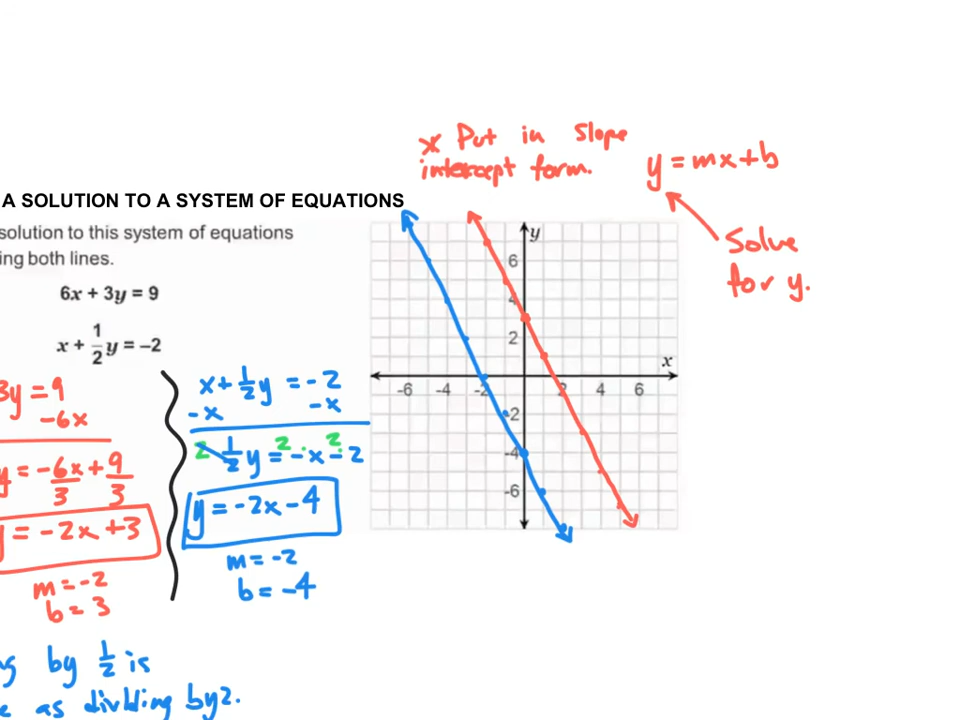 * Put in slope
intercept form.
y = mx + b
A SOLUTION TO A SYSTEM OF EQUATIONS
solution to this system of equations
ing both lines.
Solve
for y.
6x + 3y = 9
x + 1/2 y = −2
3y = 9
−6x
y = −6x/3 + 9/3
y = −2x + 3
m = −2
b = 3
x + 1/2 y = −2
−x −x
2 · 1/2 y = 2 · −x 2 · − 2
y = −2x − 4
m = −2
b = −4
y
x
6
4
2
-6 -4 -2 2 4 6
-2
-4
-6
by 1/2 is
as dividing by 2.